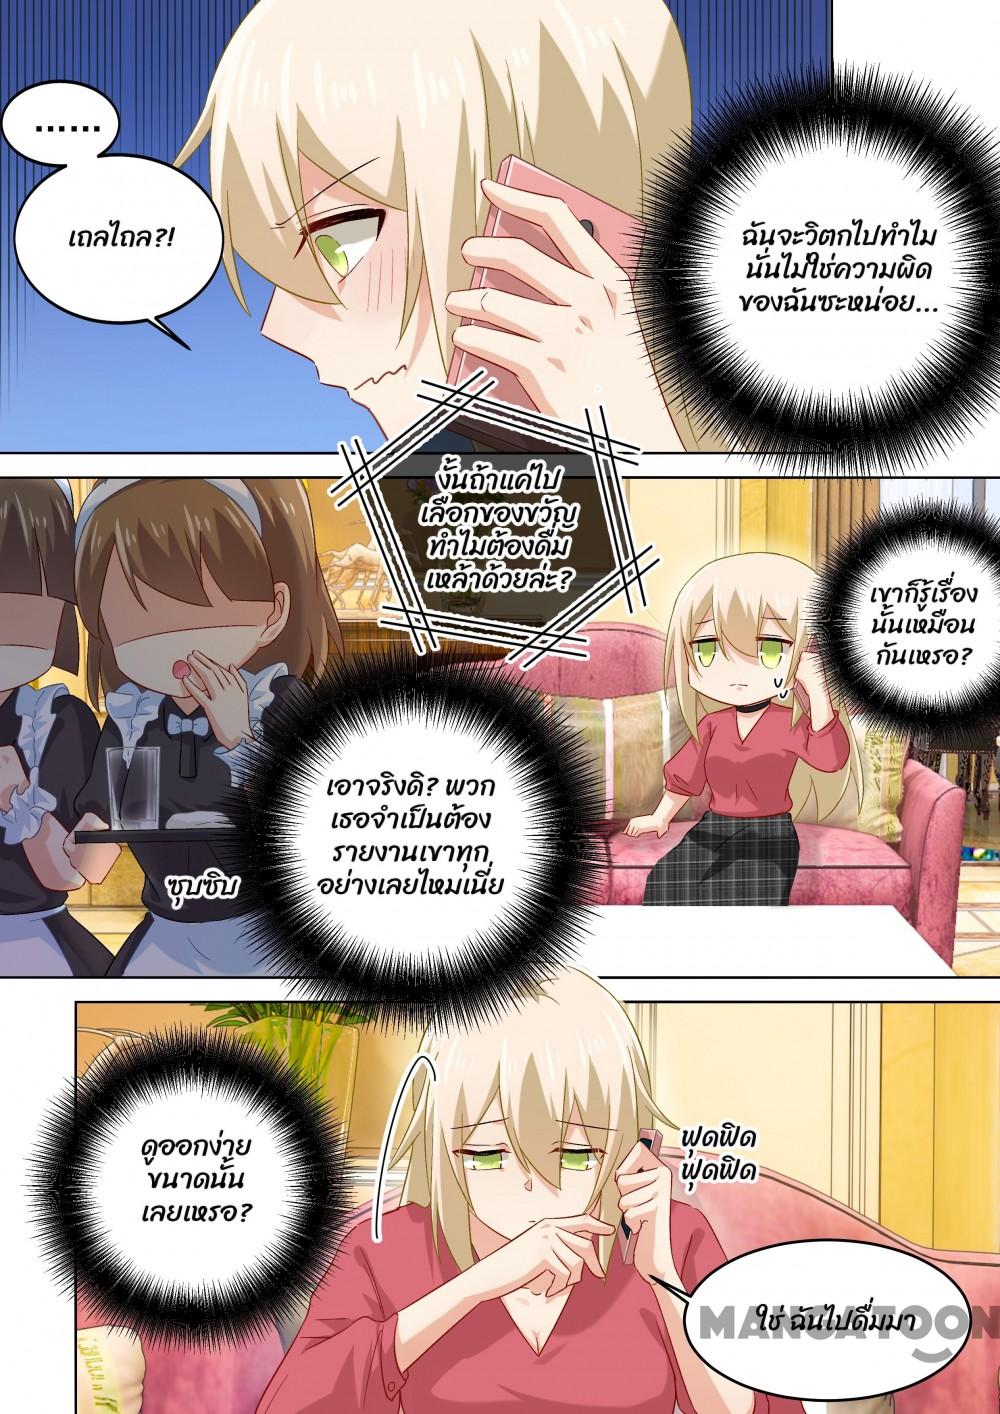 ......
เถลไถล?!
ฉันจะวิตกไปทำไม
นั่นไม่ใช่ความผิด
ของฉันซะหน่อย...
งั้นถ้าแค่ไป
เลือกของขวัญ
ทำไมต้องดื่ม
เหล้าด้วยล่ะ?
เขาก็รู้เรื่อง
นั้นเหมือน
กันเหรอ?
เอาจริงดิ? พวก
เธอจำเป็นต้อง
รายงานเขาทุก
อย่างเลยไหมเนี่ย
ซุบซิบ
ดูออกง่าย
ขนาดนั้น
เลยเหรอ?
ฟุดฟิด
ฟุดฟิด
ใช่ ฉันไปดื่มมา
MANGATOON